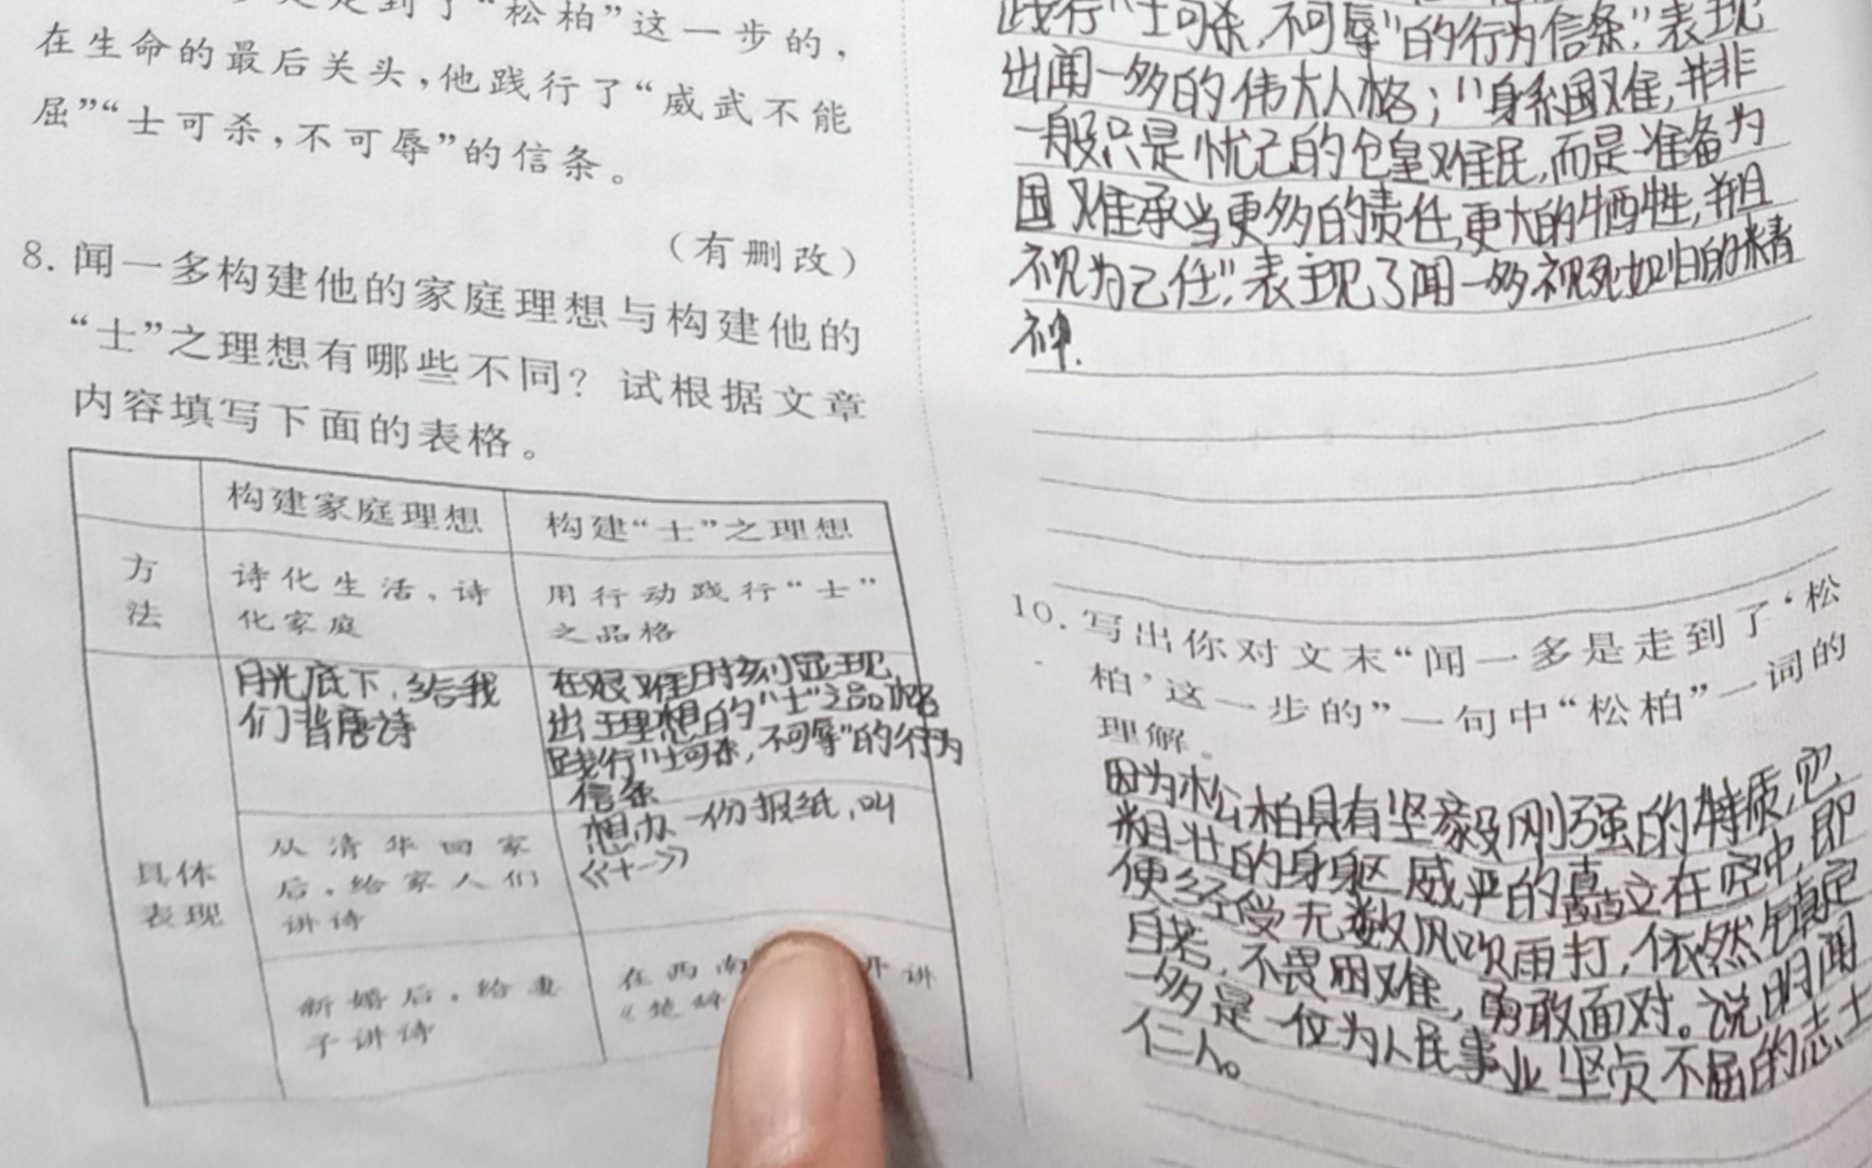 走到了“松柏”这一步的，
在生命的最后关头，他践行了“威武不能
屈”“士可杀，不可辱”的信条。
（有删改）
8. 闻一多构建他的家庭理想与构建他的
“士”之理想有哪些不同？试根据文章
内容填写下面的表格。
构建家庭理想
构建“士”之理想
方法
诗化生活，诗
化家庭
用行动践行“士”
之品格
具体
表现
月光底下，给我
们背唐诗
在艰难时刻显现
出理想的“士”之品格
践行“士可杀，不可辱”的行为
信条
从清华回家
后，给家人们
讲诗
想办一份报纸，叫
《十一》
新婚后，给妻
子讲诗
在西南 开讲
《楚辞
践行“士可杀，不可辱”的行为信条，”表现
出闻一多的伟大人格；“身系国难，并非
一般只是忧己的仓皇难民，而是准备为
国难承当更多的责任，更大的牺牲，并且
视为己任”，表现了闻一多视死如归的精
神.
10. 写出你对文末“闻一多是走到了‘松
柏’这一步的”一句中“松柏”一词的
理解。
因为松柏具有坚毅刚强的特质，它
粗壮的身躯威严的矗立在空中，即
便经受无数风吹雨打，依然镇定
自若，不畏困难，勇敢面对。说明闻
一多是一位为人民事业坚贞不屈的志士
仁人。